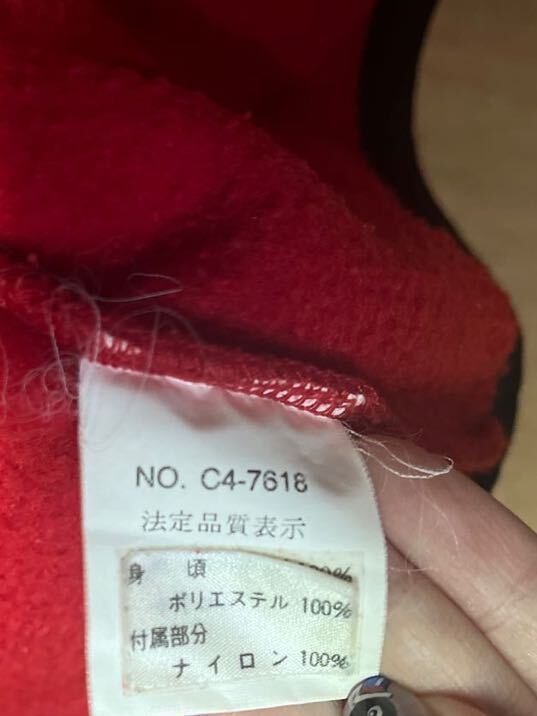 NO. C4-7618
法定品質表示
身 頃
ポリエステル 100%
付属部分
ナイロン 100%